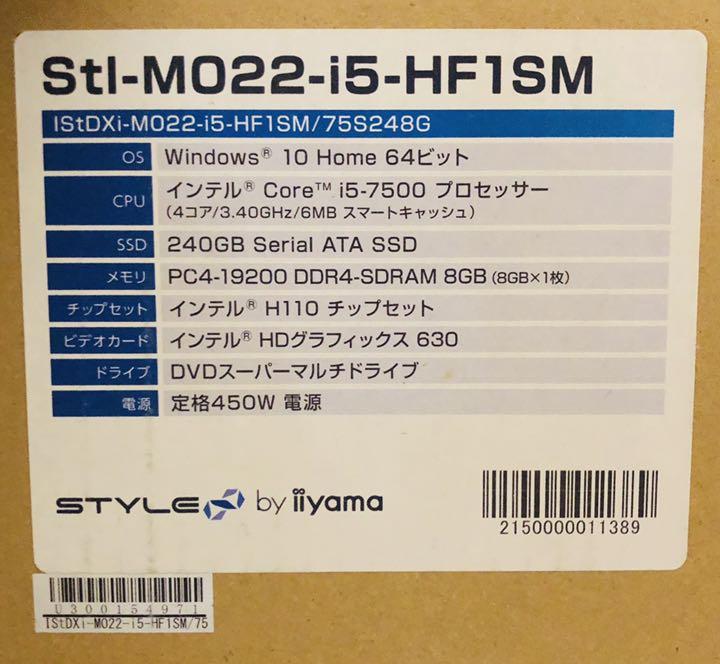 Stl-M022-i5-HF1SM
IStDXi-M022-i5-HF1SM/75S248G
OS Windows® 10 Home 64ビット
CPU インテル® Core™ i5-7500 プロセッサー
(4コア/3.40GHz/6MB スマートキャッシュ)
SSD 240GB Serial ATA SSD
メモリ PC4-19200 DDR4-SDRAM 8GB (8GB×1枚)
チップセット インテル® H110 チップセット
ビデオカード インテル® HDグラフィックス 630
ドライブ DVDスーパーマルチドライブ
電源 定格450W 電源
STYLE by iiyama
2150000011389
U300154971
IStDXi-M022-i5-HF1SM/75